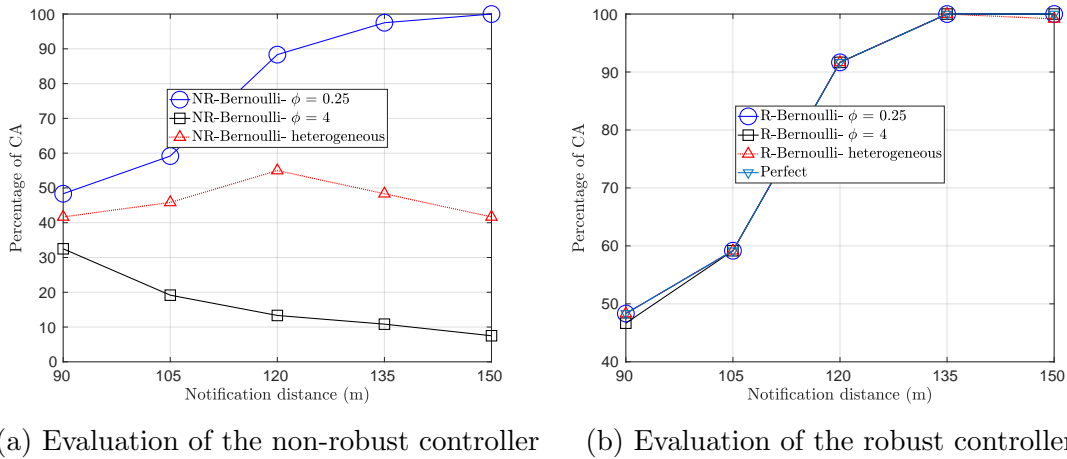 100
90
80
70
60
50
40
30
20
10
0
Percentage of CA
NR-Bernoulli- ϕ = 0.25
NR-Bernoulli- ϕ = 4
NR-Bernoulli- heterogeneous
90 105 120 135 150
Notification distance (m)
(a) Evaluation of the non-robust controller
100
90
80
70
60
50
40
Percentage of CA
R-Bernoulli- ϕ = 0.25
R-Bernoulli- ϕ = 4
R-Bernoulli- heterogeneous
Perfect
90 105 120 135 150
Notification distance (m)
(b) Evaluation of the robust controller